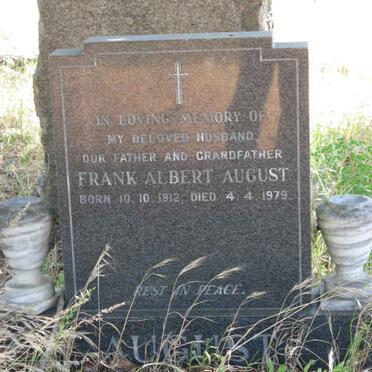 IN LOVING MEMORY OF
MY BELOVED HUSBAND,
OUR FATHER AND GRANDFATHER
FRANK ALBERT AUGUST
BORN 10.10.1912 DIED 4.4.1979.
REST IN PEACE.
AUGUST